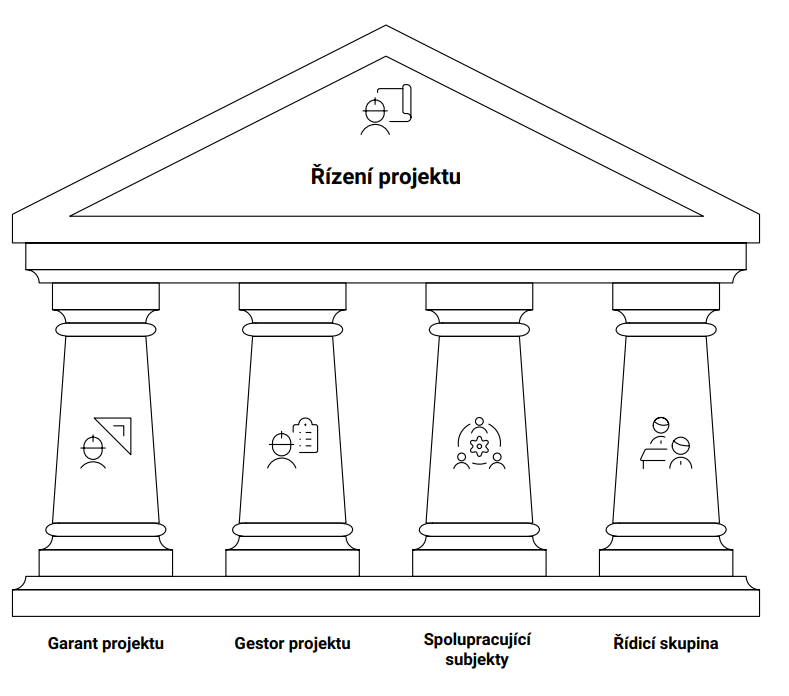 Řízení projektu
Garant projektu
Gestor projektu
Spolupracující
subjekty
Řídicí skupina